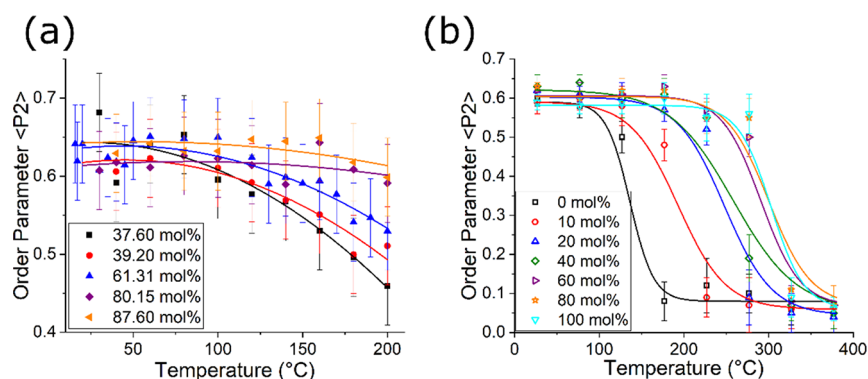 (a)
Order Parameter <P2>
0.7
0.6
0.5
0.4
37.60 mol%
39.20 mol%
61.31 mol%
80.15 mol%
87.60 mol%
50
100
150
200
Temperature (°C)
(b)
Order Parameter <P2>
0.7
0.6
0.5
0.4
0.3
0.2
0.1
0.0
0 mol%
10 mol%
20 mol%
40 mol%
60 mol%
80 mol%
100 mol%
0
100
200
300
400
Temperature (°C)